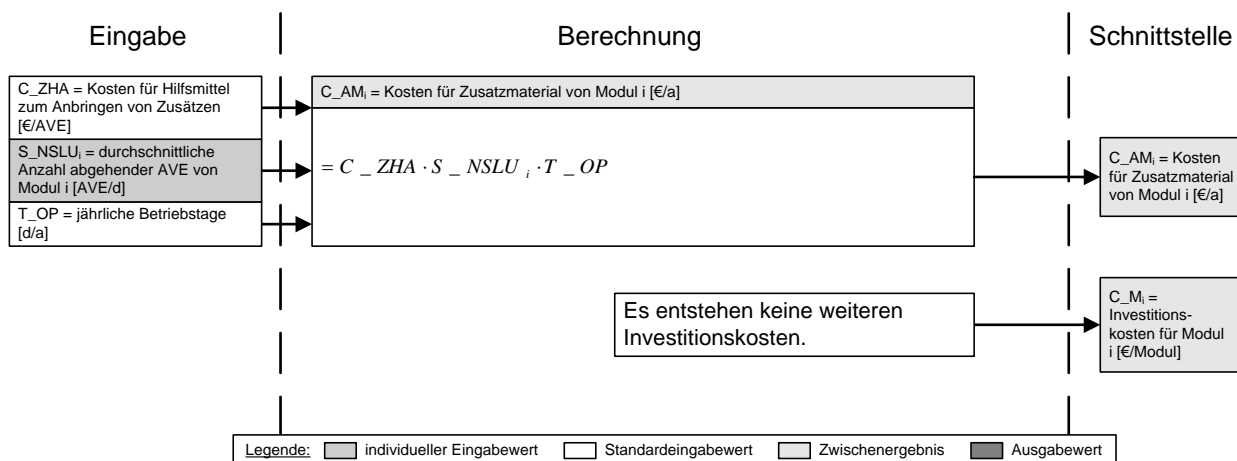 Eingabe
Berechnung
Schnittstelle
C_ZHA = Kosten für Hilfsmittel
zum Anbringen von Zusätzen
[€/AVE]
S_NSLUᵢ = durchschnittliche
Anzahl abgehender AVE von
Modul i [AVE/d]
T_OP = jährliche Betriebstage
[d/a]
C_AMᵢ = Kosten für Zusatzmaterial von Modul i [€/a]
= C _ ZHA · S _ NSLU ᵢ · T _ OP
C_AMᵢ = Kosten
für Zusatzmaterial
von Modul i [€/a]
Es entstehen keine weiteren
Investitionskosten.
C_Mᵢ =
Investitions-
kosten für Modul
i [€/Modul]
Legende: individueller Eingabewert Standardeingabewert Zwischenergebnis Ausgabewert